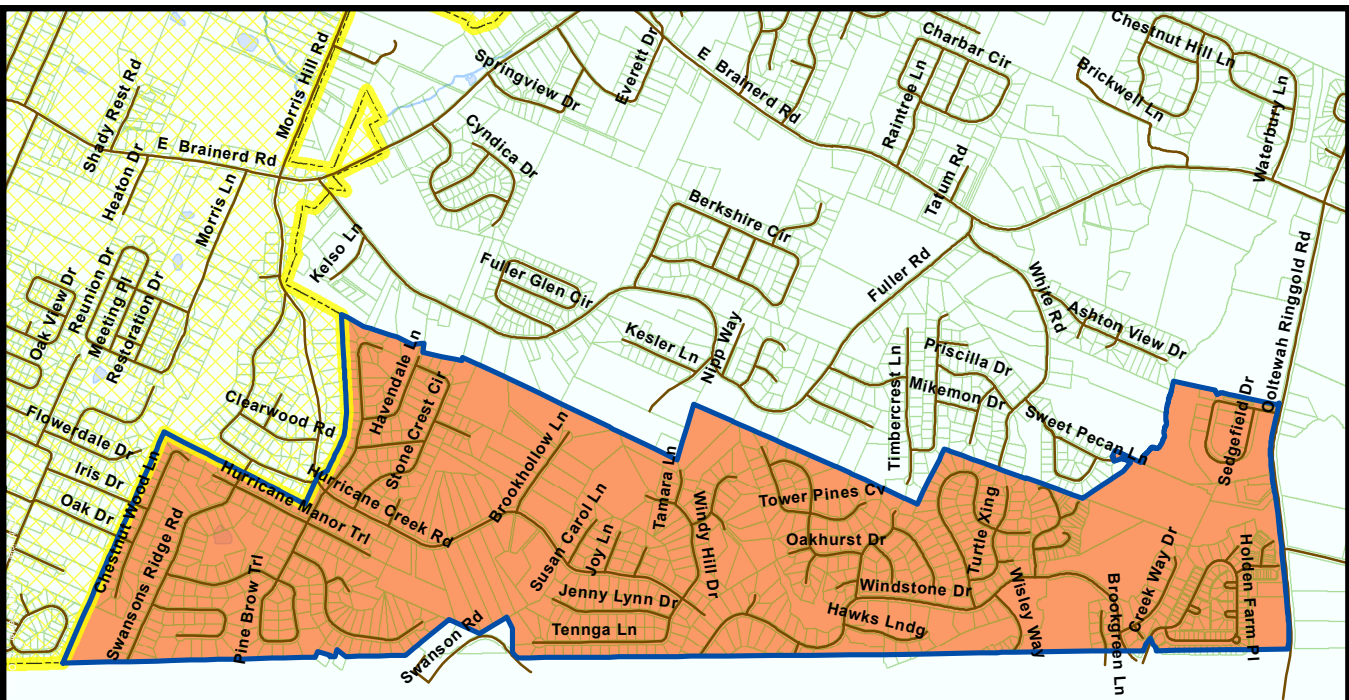 Chestnut Hill Ln
Charbar Cir
Morris Hill Rd
Springview Dr
Everett Dr
E Brainerd Rd
Brickwell Ln
Raintree Ln
Waterbury Ln
Shady Rest Rd
E Brainerd Rd
Cyndica Dr
Heaton Dr
Morris Ln
Tatum Rd
Berkshire Cir
Kelso Ln
Fuller Glen Cir
Fuller Rd
White Rd
Ooltewah Ringgold Rd
Oak View Dr
Reunion Dr
Meeting Pl
Restoration Dr
Ashton View Dr
Kesler Ln
Nipp Way
Havendale Ln
Timbercrest Ln
Priscilla Dr
Mikemon Dr
Stone Crest Cir
Clearwood Rd
Flowerdale Dr
Sweet Pecan Ln
Sedgefield Dr
Brookhollow Ln
Iris Dr
Oak Dr
Chestnut Wood Ln
Hurricane Manor Trl
Hurricane Creek Rd
Tamara Ln
Windy Hill Dr
Tower Pines Cv
Susan Carol Ln
Joy Ln
Oakhurst Dr
Turtle Xing
Swansons Ridge Rd
Pine Brow Trl
Jenny Lynn Dr
Windstone Dr
Wisley Way
Creek Way Dr
Holden Farm Pl
Brookgreen Ln
Hawks Lndg
Tennga Ln
Swanson Rd